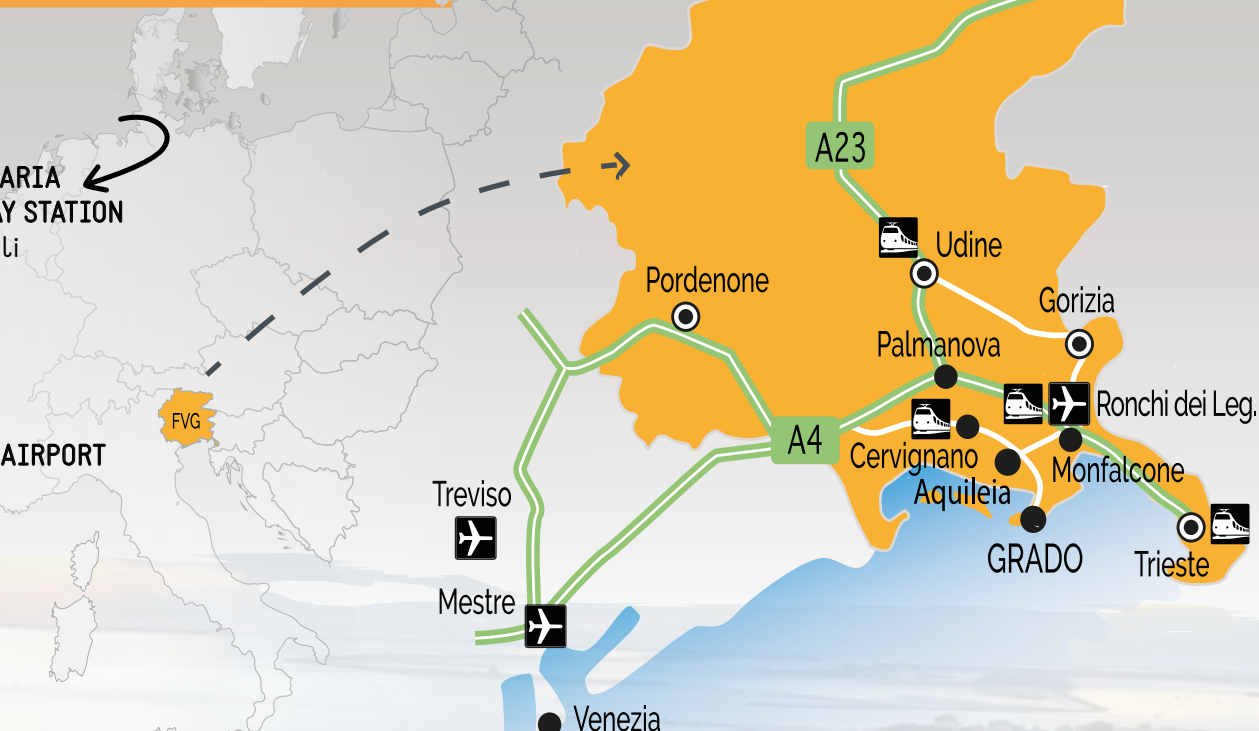 ARIA
AY STATION
li
FVG
AIRPORT
A23
Udine
Pordenone
Gorizia
Palmanova
Ronchi dei Leg.
A4
Cervignano
Monfalcone
Aquileia
Treviso
GRADO
Trieste
Mestre
Venezia